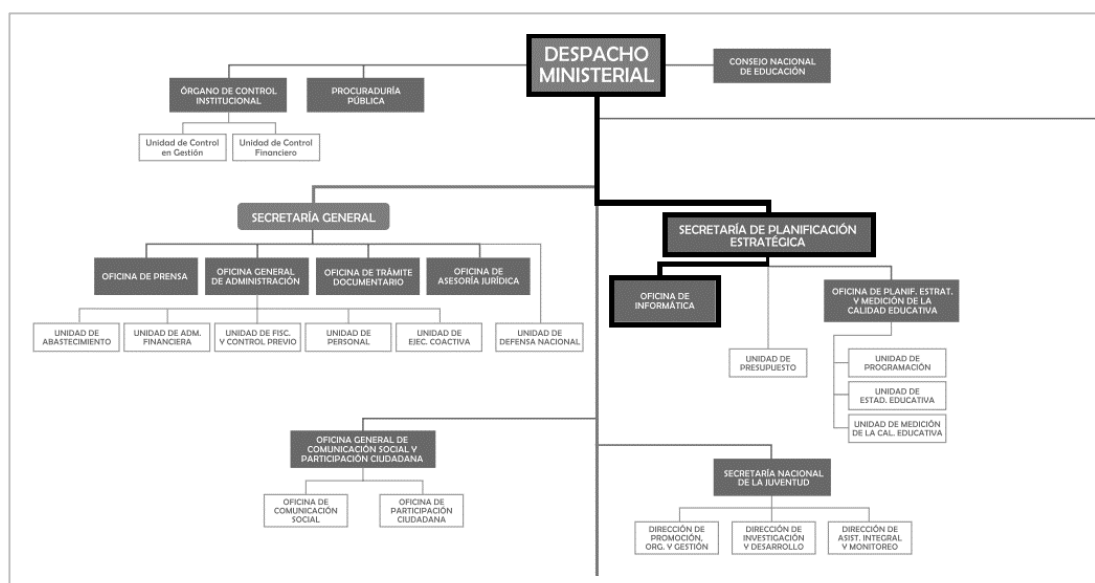 DESPACHO
MINISTERIAL
CONSEJO NACIONAL
DE EDUCACIÓN
ÓRGANO DE CONTROL
INSTITUCIONAL
PROCURADURÍA
PÚBLICA
Unidad de Control
en Gestión
Unidad de Control
Financiero
SECRETARÍA GENERAL
SECRETARÍA DE PLANIFICACIÓN
ESTRATÉGICA
OFICINA DE PRENSA
OFICINA GENERAL
DE ADMINISTRACIÓN
OFICINA DE TRÁMITE
DOCUMENTARIO
OFICINA DE
ASESORÍA JURÍDICA
OFICINA DE
INFORMÁTICA
OFICINA DE PLANIF. ESTRAT.
Y MEDICIÓN DE LA
CALIDAD EDUCATIVA
UNIDAD DE
ABASTECIMIENTO
UNIDAD DE ADM.
FINANCIERA
UNIDAD DE FISC.
Y CONTROL PREVIO
UNIDAD DE
PERSONAL
UNIDAD DE
EJEC. COACTIVA
UNIDAD DE
DEFENSA NACIONAL
UNIDAD DE
PRESUPUESTO
UNIDAD DE
PROGRAMACIÓN
UNIDAD DE
ESTAD. EDUCATIVA
UNIDAD DE MEDICIÓN
DE LA CAL. EDUCATIVA
OFICINA GENERAL DE
COMUNICACIÓN SOCIAL Y
PARTICIPACIÓN CIUDADANA
SECRETARÍA NACIONAL
DE LA JUVENTUD
OFICINA DE
COMUNICACIÓN
SOCIAL
OFICINA DE
PARTICIPACIÓN
CIUDADANA
DIRECCIÓN DE
PROMOCIÓN,
ORG. Y GESTIÓN
DIRECCIÓN DE
INVESTIGACIÓN
Y DESARROLLO
DIRECCIÓN DE
ASIST. INTEGRAL
Y MONITOREO